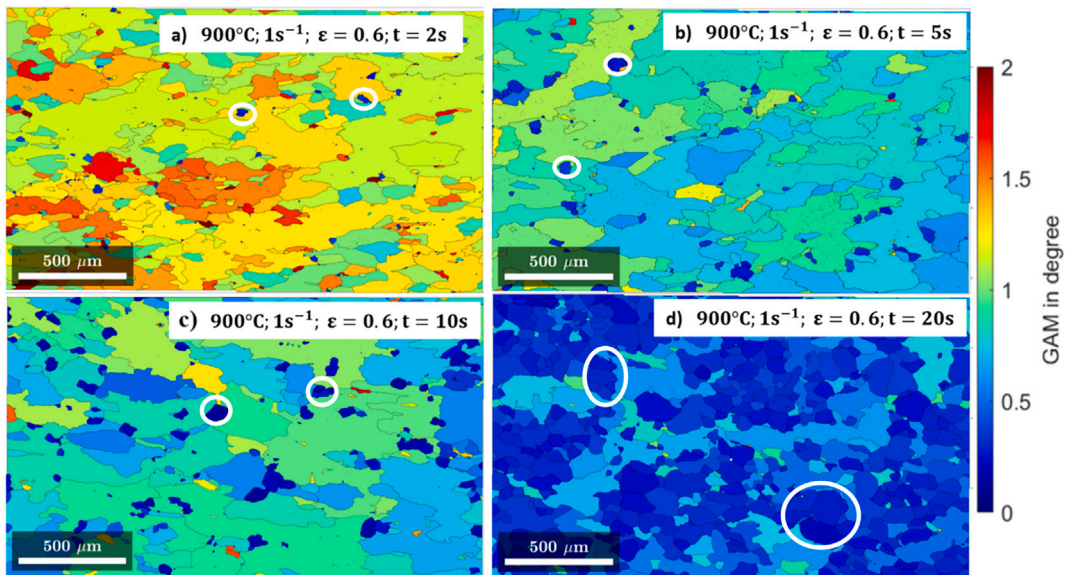 a) 900°C; 1s⁻¹; ε = 0.6; t = 2s
500 μm
b) 900°C; 1s⁻¹; ε = 0.6; t = 5s
500 μm
c) 900°C; 1s⁻¹; ε = 0.6; t = 10s
500 μm
d) 900°C; 1s⁻¹; ε = 0.6; t = 20s
500 μm
2
1.5
1
0.5
0
GAM in degree